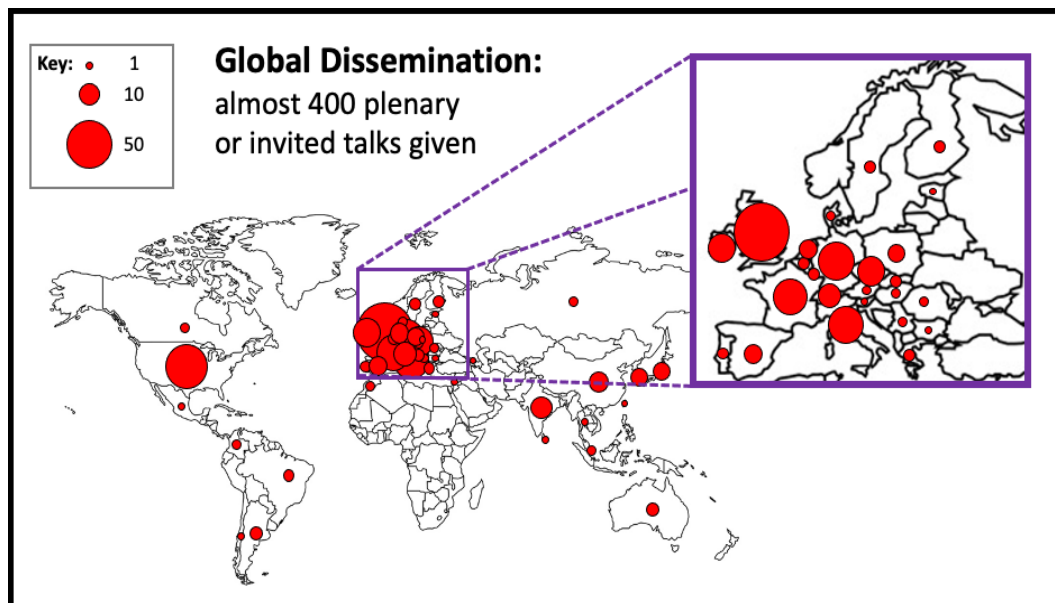 Key: 1
10
50
Global Dissemination:
almost 400 plenary
or invited talks given